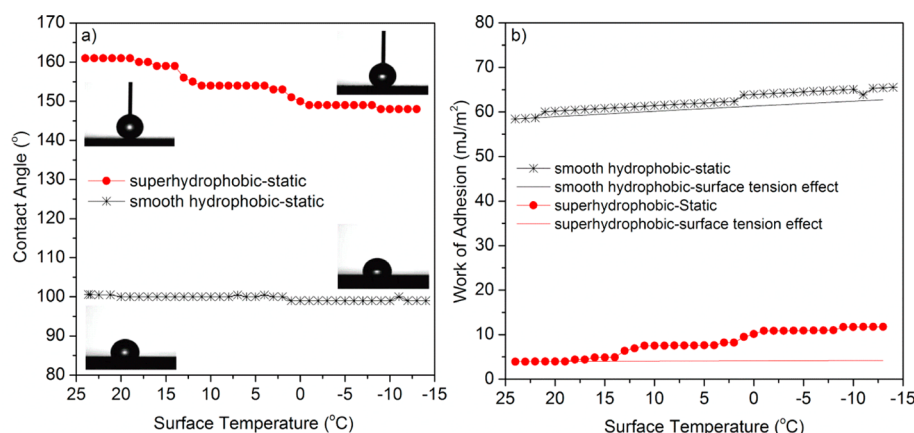 a)
170
160
150
140
130
120
110
100
90
80
Contact Angle (°)
superhydrophobic-static
smooth hydrophobic-static
25 20 15 10 5 0 -5 -10 -15
Surface Temperature (°C)
b)
80
70
60
50
40
30
20
10
0
Work of Adhesion (mJ/m²)
smooth hydrophobic-static
smooth hydrophobic-surface tension effect
superhydrophobic-Static
superhydrophobic-surface tension effect
25 20 15 10 5 0 -5 -10 -15
Surface Temperature (°C)